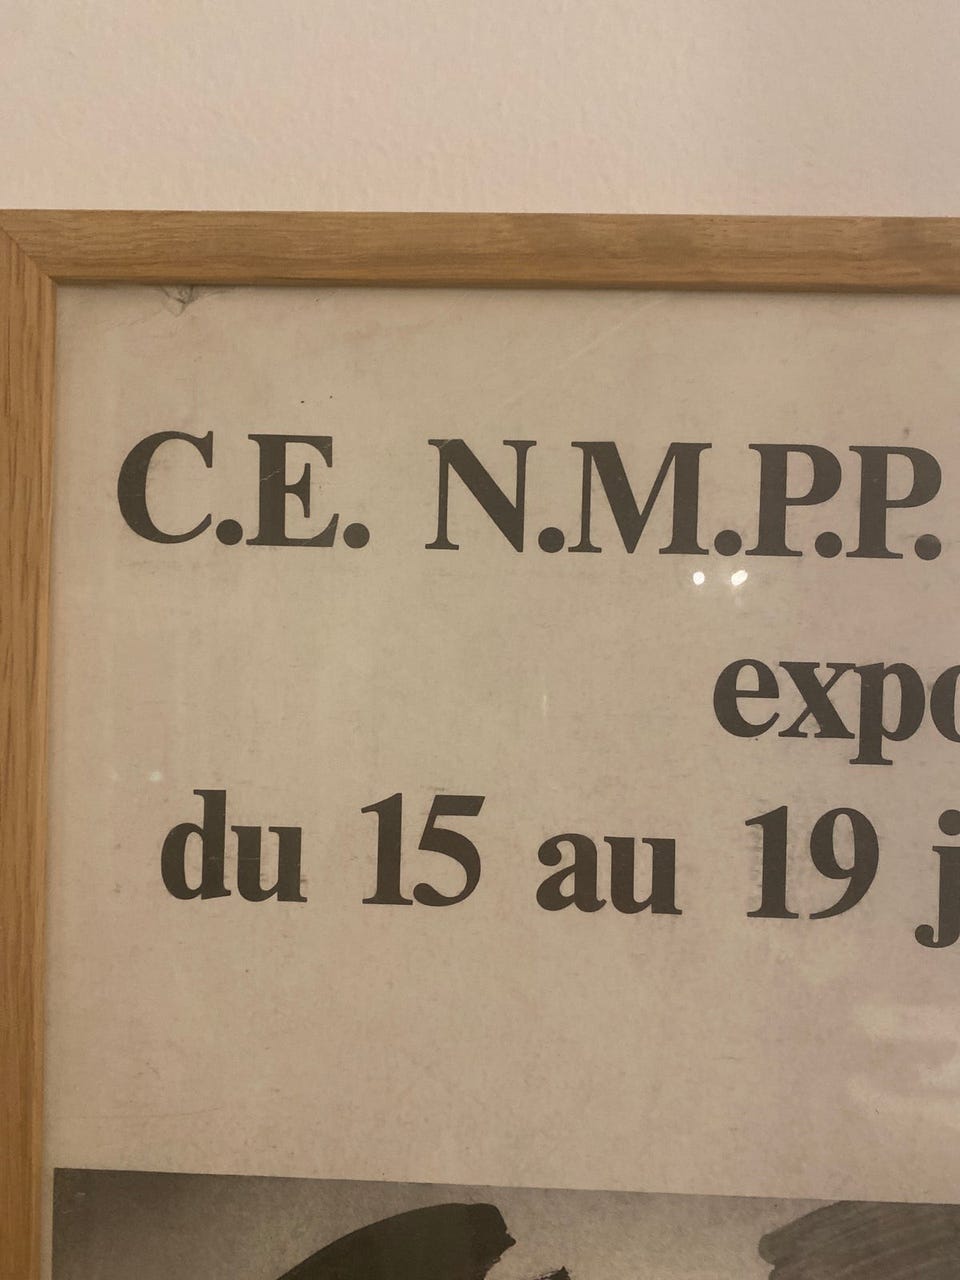 C.E. N.M.P.P.
expo
du 15 au 19 j